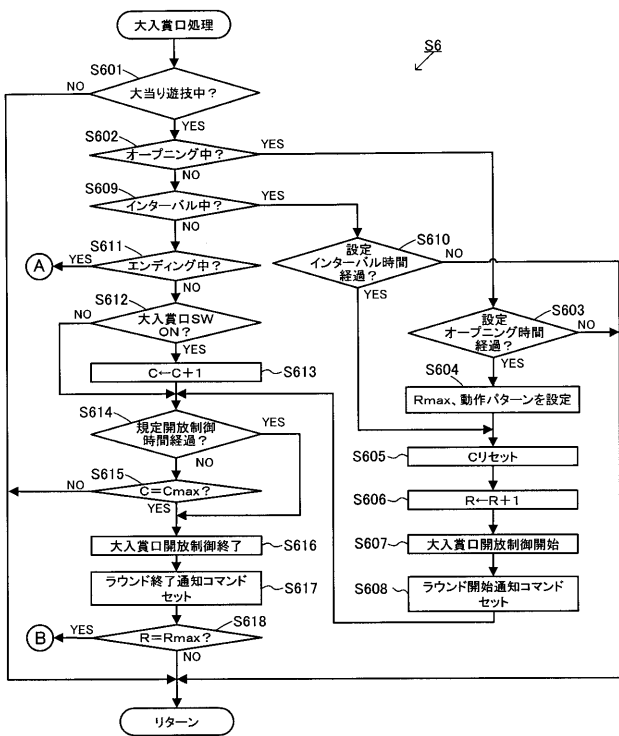 大入賞口処理
S6
S601
大当り遊技中？
NO
YES
S602
オープニング中？
YES
NO
S609
インターバル中？
YES
NO
S610
設定
インターバル時間
経過？
NO
YES
S611
エンディング中？
YES
A
NO
S612
大入賞口SW
ON？
NO
YES
S603
設定
オープニング時間
経過？
NO
YES
C←C＋1
S613
S604
Rmax、動作パターンを設定
S614
規定開放制御
時間経過？
YES
NO
S605
Cリセット
S615
C＝Cmax？
NO
YES
S606
R←R＋1
大入賞口開放制御終了
S616
S607
大入賞口開放制御開始
ラウンド終了通知コマンド
セット
S617
S608
ラウンド開始通知コマンド
セット
S618
R＝Rmax？
YES
B
NO
リターン